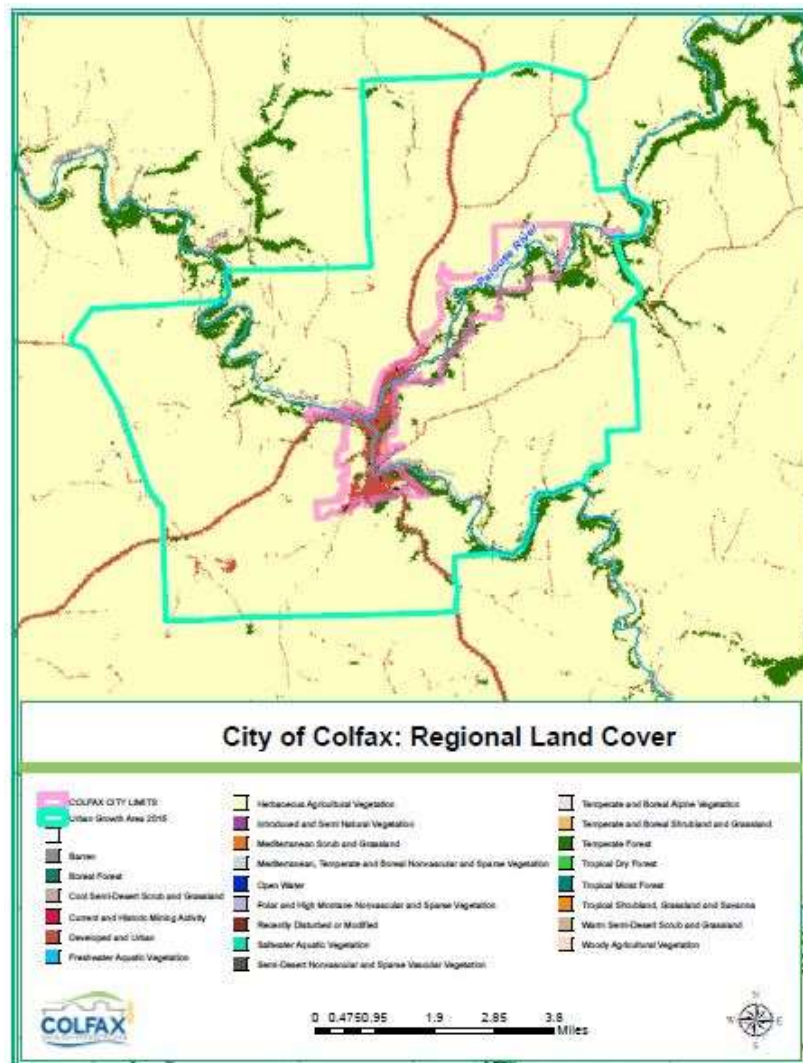 Palouse River
City of Colfax: Regional Land Cover
COLFAX CITY LIMITS
Urban Growth Area 2015
Barren
Boreal Forest
Cool Semi-Desert Scrub and Grassland
Current and Historic Mining Activity
Developed and Urban
Freshwater Aquatic Vegetation
Herbaceous Agricultural Vegetation
Introduced and Semi Natural Vegetation
Mediterranean Scrub and Grassland
Mediterranean, Temperate and Boreal Nonvascular and Sparse Vegetation
Open Water
Polar and High Montane Nonvascular and Sparse Vegetation
Recently Disturbed or Modified
Saltwater Aquatic Vegetation
Semi-Desert Nonvascular and Sparse Vascular Vegetation
Temperate and Boreal Alpine Vegetation
Temperate and Boreal Shrubland and Grassland
Temperate Forest
Tropical Dry Forest
Tropical Moist Forest
Tropical Shrubland, Grassland and Savanna
Warm Semi-Desert Scrub and Grassland
Woody Agricultural Vegetation
COLFAX
0 0.475 0.95 1.9 2.85 3.8
Miles
N
W E
S